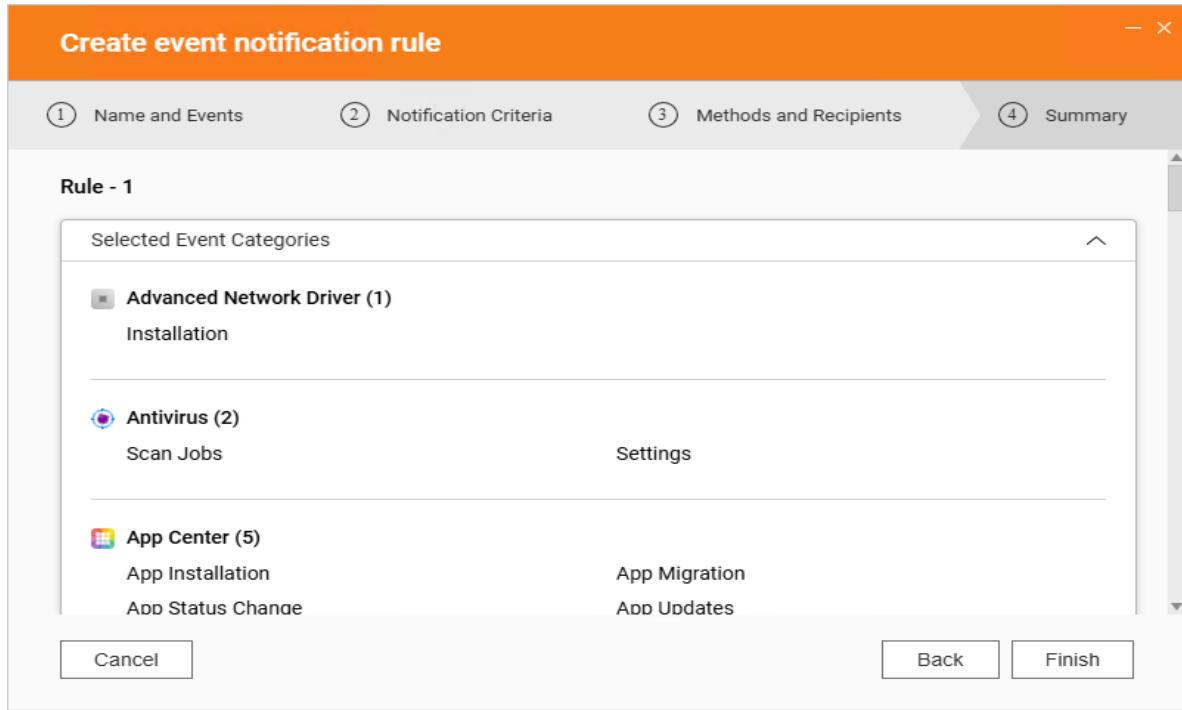 Create event notification rule
1 Name and Events 2 Notification Criteria 3 Methods and Recipients 4 Summary
Rule - 1
Selected Event Categories
Advanced Network Driver (1)
Installation
Antivirus (2)
Scan Jobs Settings
App Center (5)
App Installation App Migration
App Status Change App Updates
Cancel Back Finish